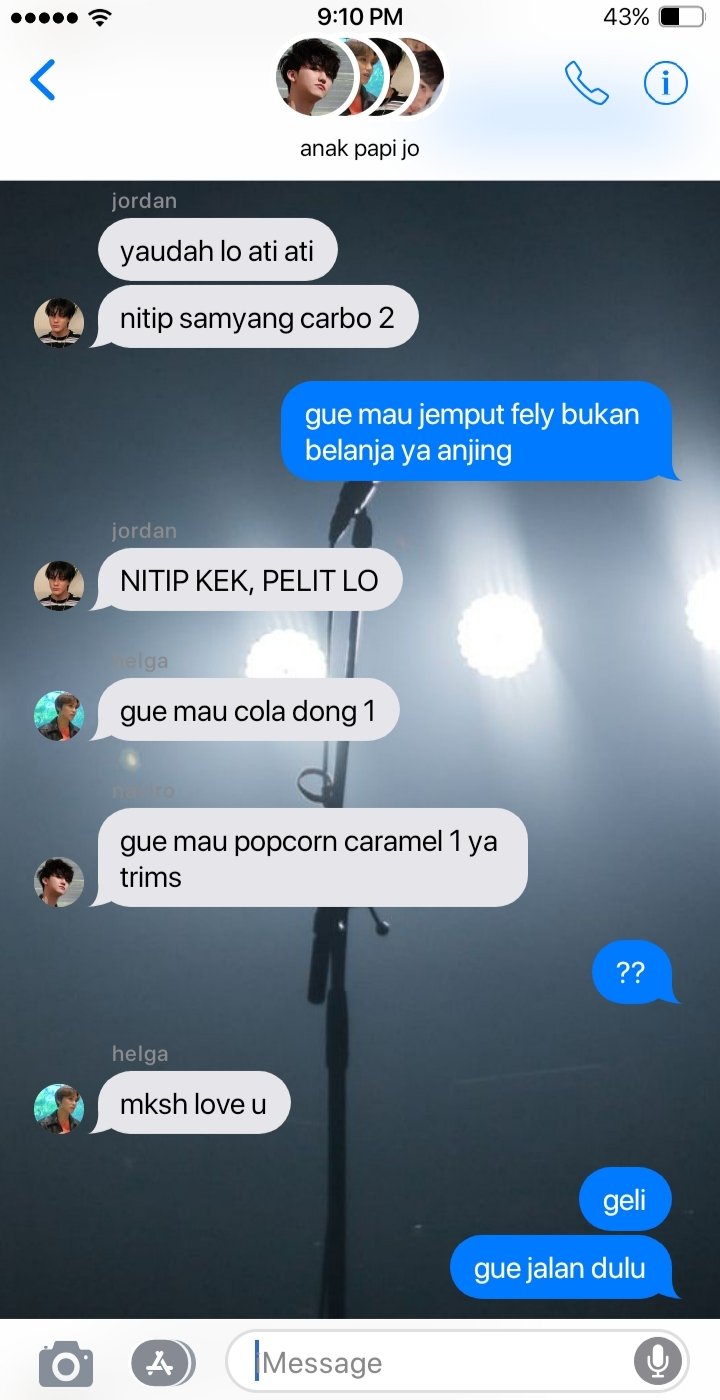 9:10 PM
43%
anak papi jo
jordan
yaudah lo ati ati
nitip samyang carbo 2
gue mau jemput fely bukan
belanja ya anjing
jordan
NITIP KEK, PELIT LO
helga
gue mau cola dong 1
gue mau popcorn caramel 1 ya
trims
??
helga
mksh love u
geli
gue jalan dulu
Message